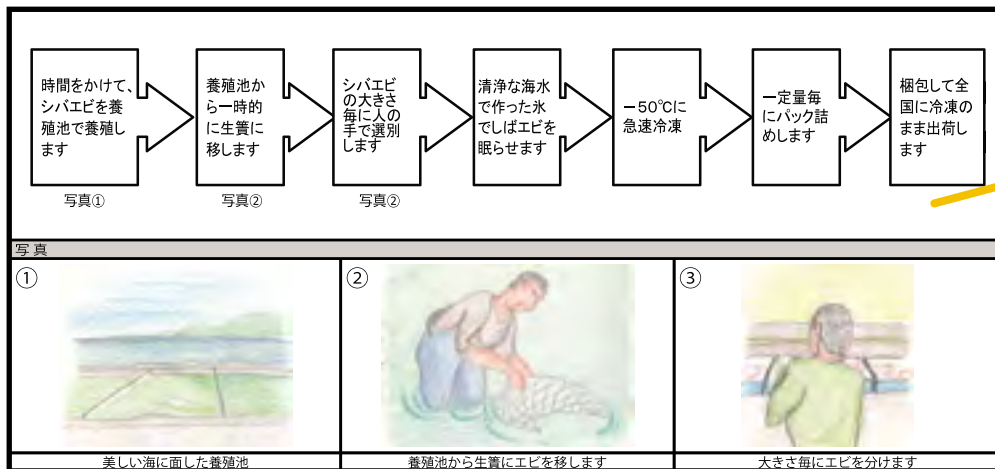 時間をかけて、
シバエビを養
殖池で養殖し
ます
養殖池か
ら一時的
に生簀に
移します
シバエビ
の大きさ
毎に人の
手で選別
します
清浄な海水
で作った氷
でしばエビを
眠らせます
－50℃に
急速冷凍
一定量毎
にパック詰
めします
梱包して全
国に冷凍の
まま出荷し
ます
写真①
写真②
写真②
写 真
①
②
③
美しい海に面した養殖池
養殖池から生簀にエビを移します
大きさ毎にエビを分けます